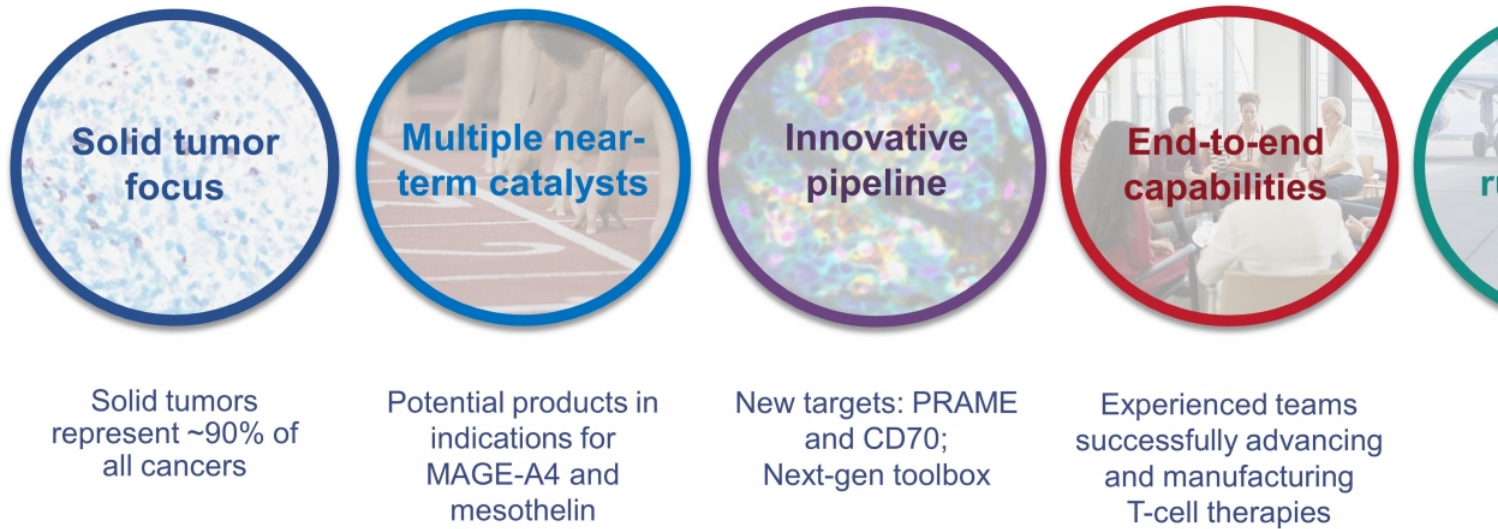 Solid tumor
focus
Multiple near-
term catalysts
Innovative
pipeline
End-to-end
capabilities
Solid tumors
represent ~90% of
all cancers
Potential products in
indications for
MAGE-A4 and
mesothelin
New targets: PRAME
and CD70;
Next-gen toolbox
Experienced teams
successfully advancing
and manufacturing
T-cell therapies